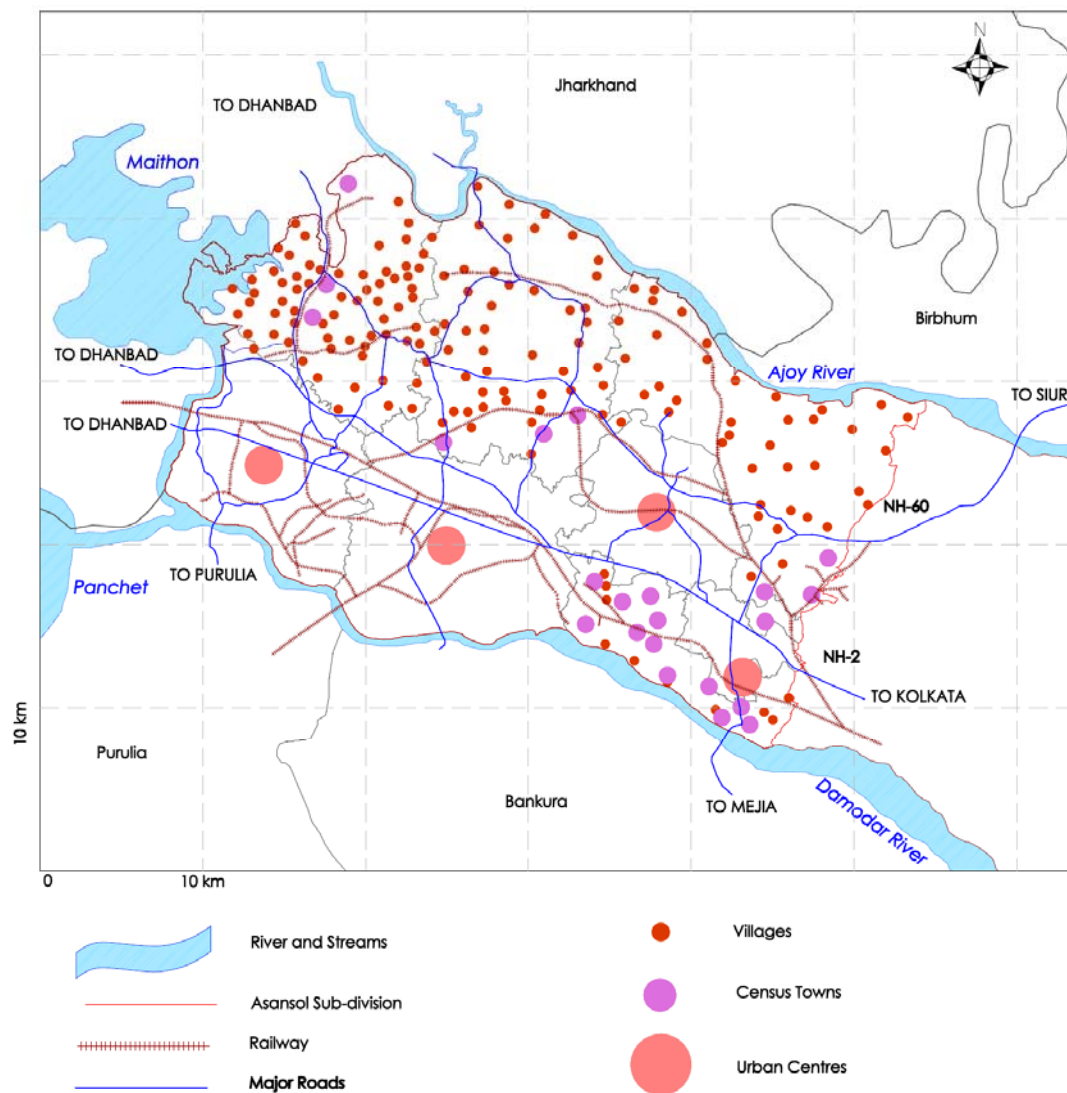 N
Jharkhand
TO DHANBAD
Maithon
Birbhum
TO DHANBAD
Ajoy River
TO SIUR
TO DHANBAD
NH-60
TO PURULIA
Panchet
NH-2
TO KOLKATA
10 km
Purulia
Bankura
TO MEJIA
Damodar River
0
10 km
River and Streams
Villages
Asansol Sub-division
Census Towns
Railway
Urban Centres
Major Roads